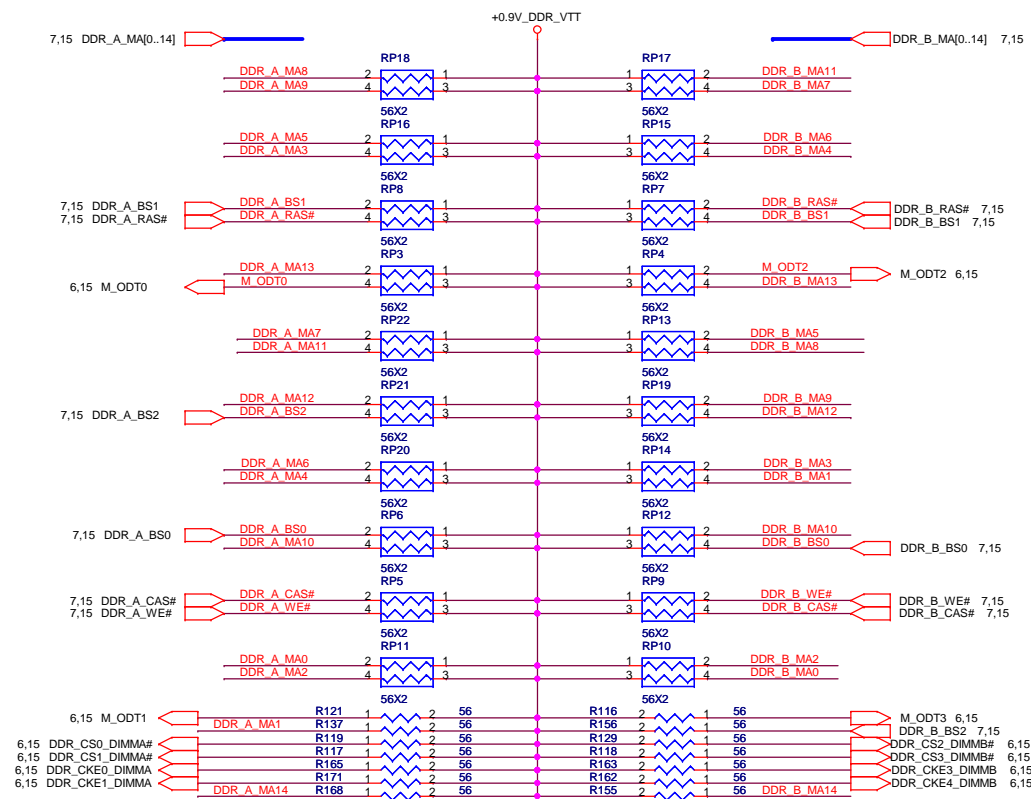 +0.9V_DDR_VTT
7,15 DDR_A_MA[0..14] DDR_B_MA[0..14] 7,15
RP18 RP17
DDR_A_MA8 2 1 1 2 DDR_B_MA11
DDR_A_MA9 4 3 3 4 DDR_B_MA7
56X2 56X2
RP16 RP15
DDR_A_MA5 2 1 1 2 DDR_B_MA6
DDR_A_MA3 4 3 3 4 DDR_B_MA4
56X2 56X2
RP8 RP7
7,15 DDR_A_BS1 DDR_A_BS1 2 1 1 2 DDR_B_RAS# DDR_B_RAS# 7,15
7,15 DDR_A_RAS# DDR_A_RAS# 4 3 3 4 DDR_B_BS1 DDR_B_BS1 7,15
56X2 56X2
RP3 RP4
DDR_A_MA13 2 1 1 2 M_ODT2 M_ODT2 6,15
6,15 M_ODT0 M_ODT0 4 3 3 4 DDR_B_MA13
56X2 56X2
RP22 RP13
DDR_A_MA7 2 1 1 2 DDR_B_MA5
DDR_A_MA11 4 3 3 4 DDR_B_MA8
56X2 56X2
RP21 RP19
DDR_A_MA12 2 1 1 2 DDR_B_MA9
7,15 DDR_A_BS2 DDR_A_BS2 4 3 3 4 DDR_B_MA12
56X2 56X2
RP20 RP14
DDR_A_MA6 2 1 1 2 DDR_B_MA3
DDR_A_MA4 4 3 3 4 DDR_B_MA1
56X2 56X2
RP6 RP12
7,15 DDR_A_BS0 DDR_A_BS0 2 1 1 2 DDR_B_MA10
DDR_A_MA10 4 3 3 4 DDR_B_BS0 DDR_B_BS0 7,15
56X2 56X2
RP5 RP9
7,15 DDR_A_CAS# DDR_A_CAS# 2 1 1 2 DDR_B_WE# DDR_B_WE# 7,15
7,15 DDR_A_WE# DDR_A_WE# 4 3 3 4 DDR_B_CAS# DDR_B_CAS# 7,15
56X2 56X2
RP11 RP10
DDR_A_MA0 2 1 1 2 DDR_B_MA2
DDR_A_MA2 4 3 3 4 DDR_B_MA0
56X2 56X2
6,15 M_ODT1 R121 1 2 56 R116 1 2 56 M_ODT3 6,15
DDR_A_MA1 R137 1 2 56 R156 1 2 56 DDR_B_BS2 7,15
6,15 DDR_CS0_DIMMA# R119 1 2 56 R129 1 2 56 DDR_CS2_DIMMB# 6,15
6,15 DDR_CS1_DIMMA# R117 1 2 56 R118 1 2 56 DDR_CS3_DIMMB# 6,15
6,15 DDR_CKE0_DIMMA R165 1 2 56 R163 1 2 56 DDR_CKE3_DIMMB 6,15
6,15 DDR_CKE1_DIMMA R171 1 2 56 R162 1 2 56 DDR_CKE4_DIMMB 6,15
DDR_A_MA14 R168 1 2 56 R155 1 2 56 DDR_B_MA14